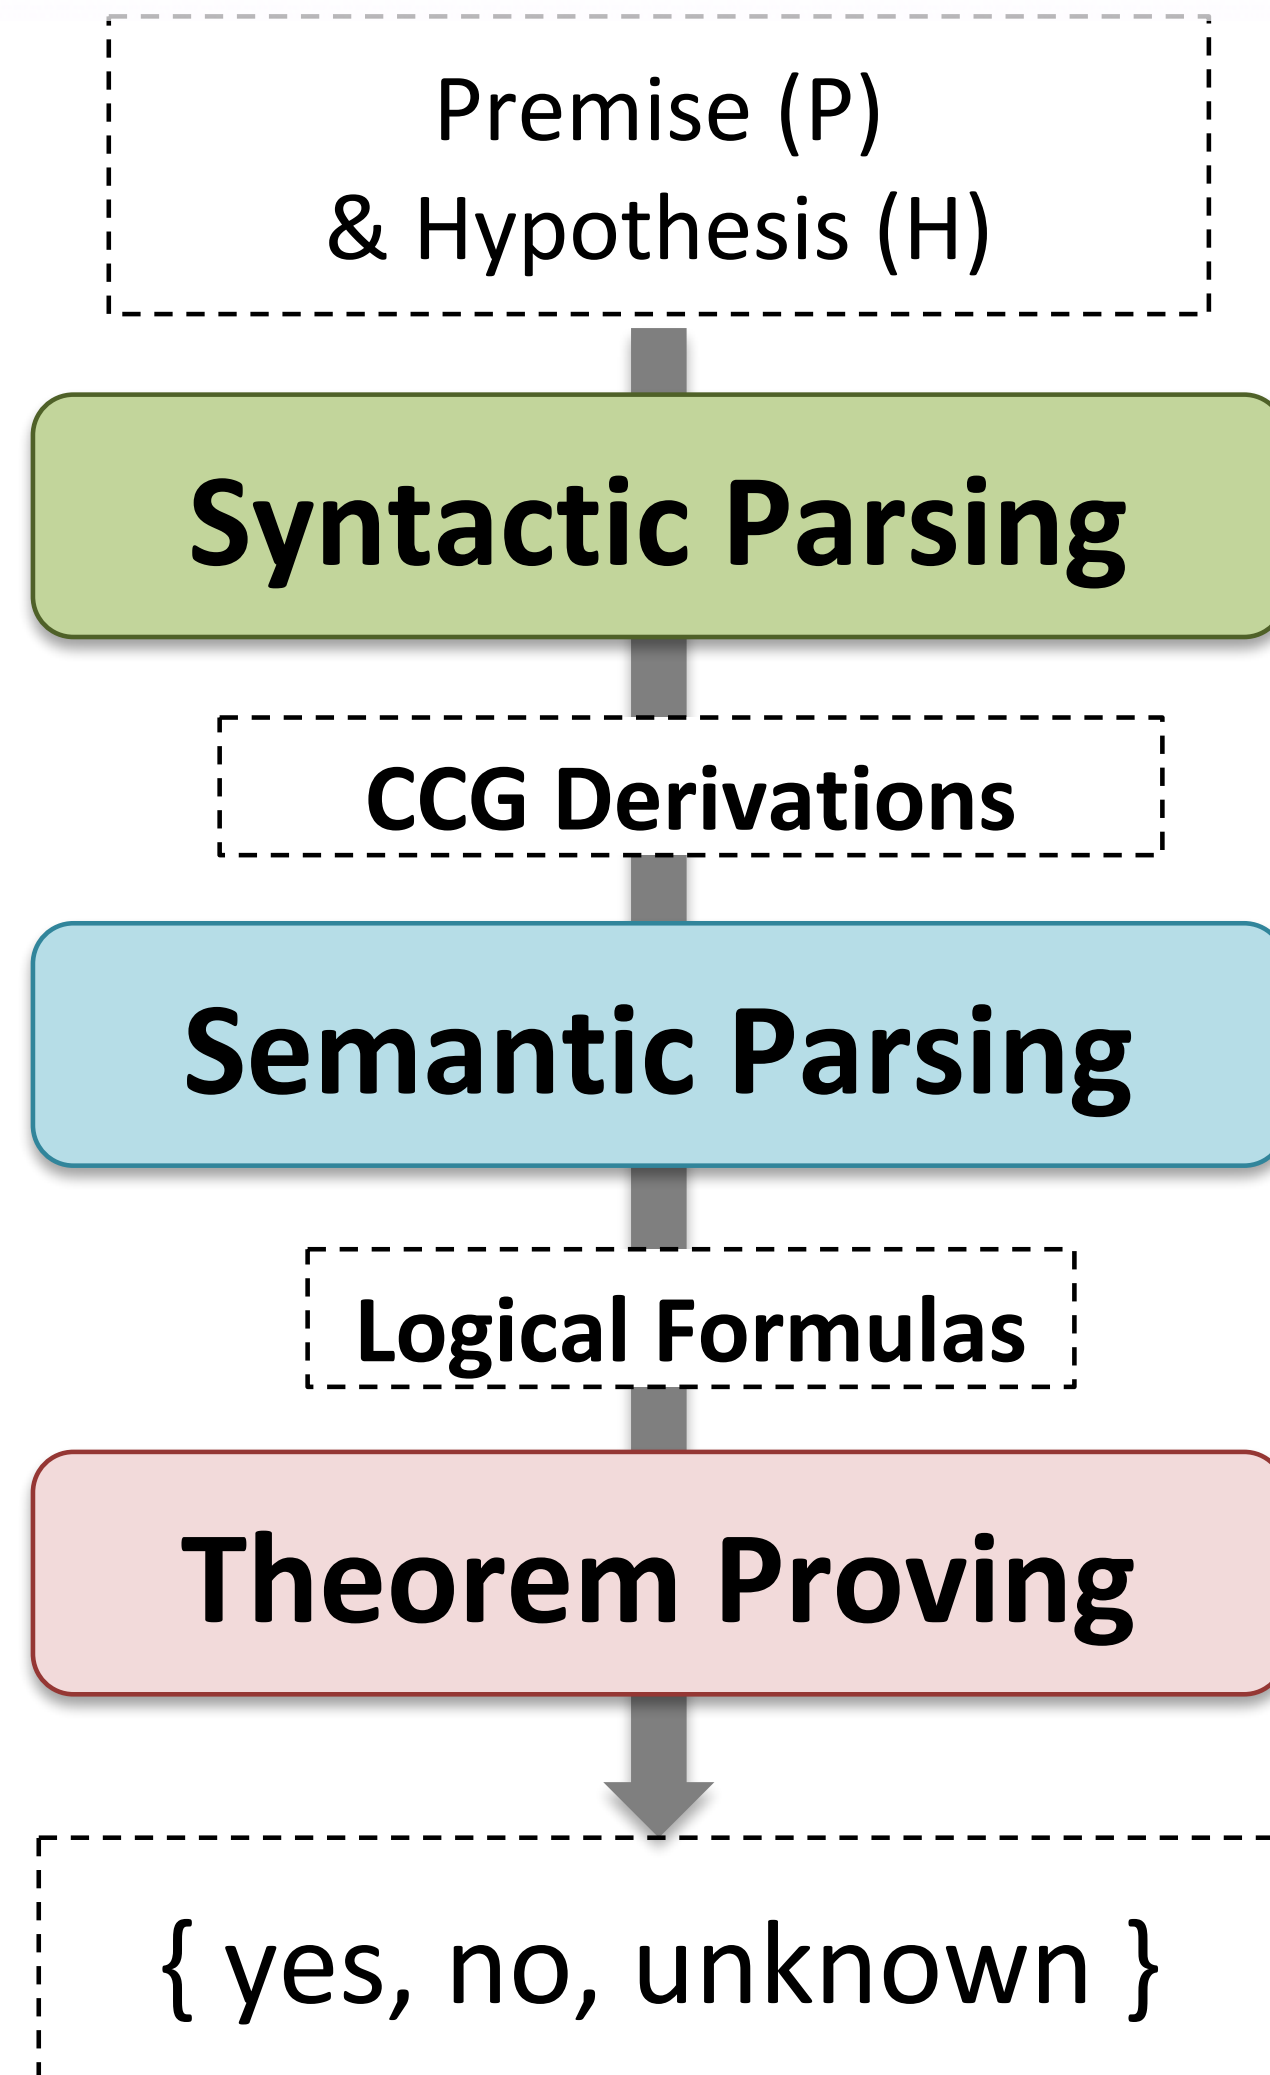 Premise (P)
& Hypothesis (H)
Syntactic Parsing
CCG Derivations
Semantic Parsing
Logical Formulas
Theorem Proving
{ yes, no, unknown }